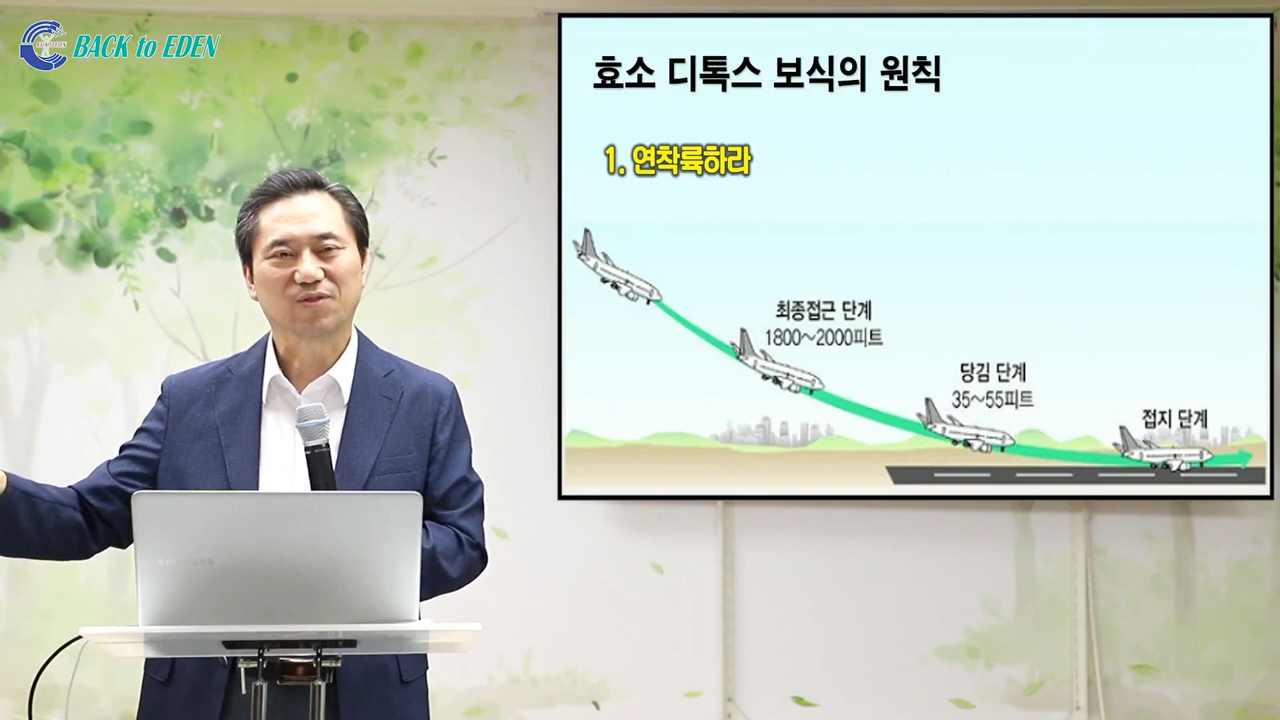 BACK to EDEN
효소 디톡스 보식의 원칙
1. 연착륙하라
최종접근 단계
1800~2000피트
당김 단계
35~55피트
접지 단계